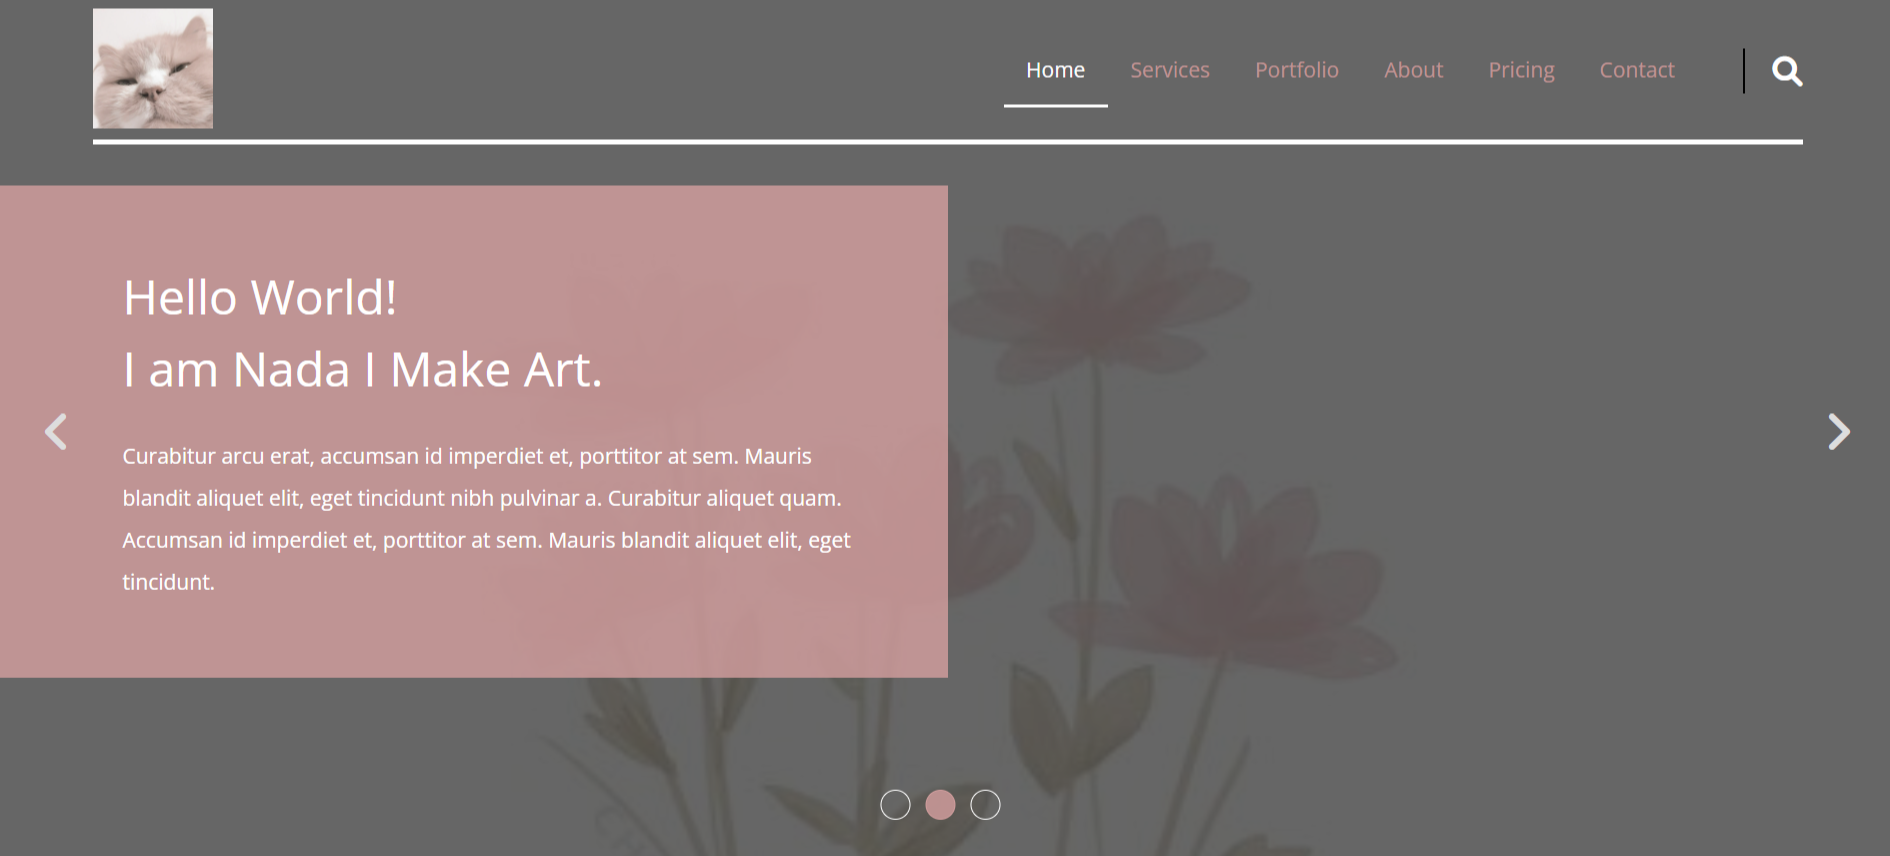 Home Services Portfolio About Pricing Contact
Hello World!
I am Nada I Make Art.
Curabitur arcu erat, accumsan id imperdiet et, porttitor at sem. Mauris
blandit aliquet elit, eget tincidunt nibh pulvinar a. Curabitur aliquet quam.
Accumsan id imperdiet et, porttitor at sem. Mauris blandit aliquet elit, eget
tincidunt.